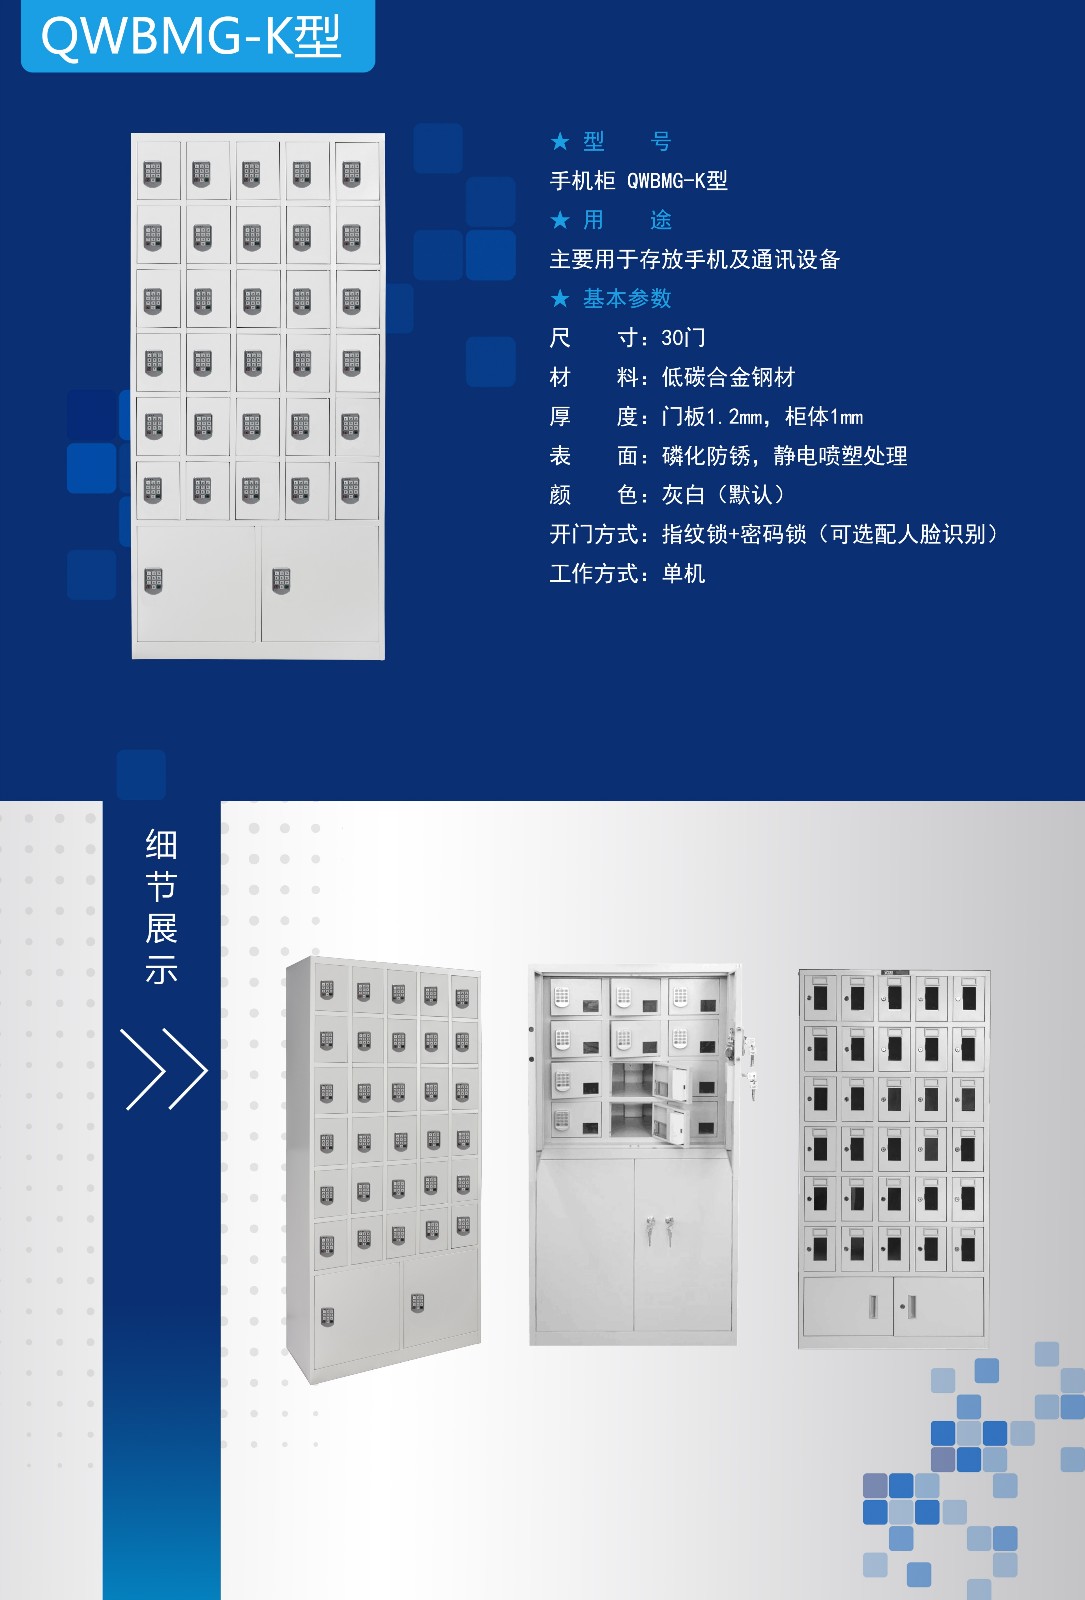 QWBMG-K型
★ 型 号
手机柜 QWBMG-K型
★ 用 途
主要用于存放手机及通讯设备
★ 基本参数
尺 寸：30门
材 料：低碳合金钢材
厚 度：门板1.2mm，柜体1mm
表 面：磷化防锈，静电喷塑处理
颜 色：灰白（默认）
开门方式：指纹锁+密码锁（可选配人脸识别）
工作方式：单机
细节展示